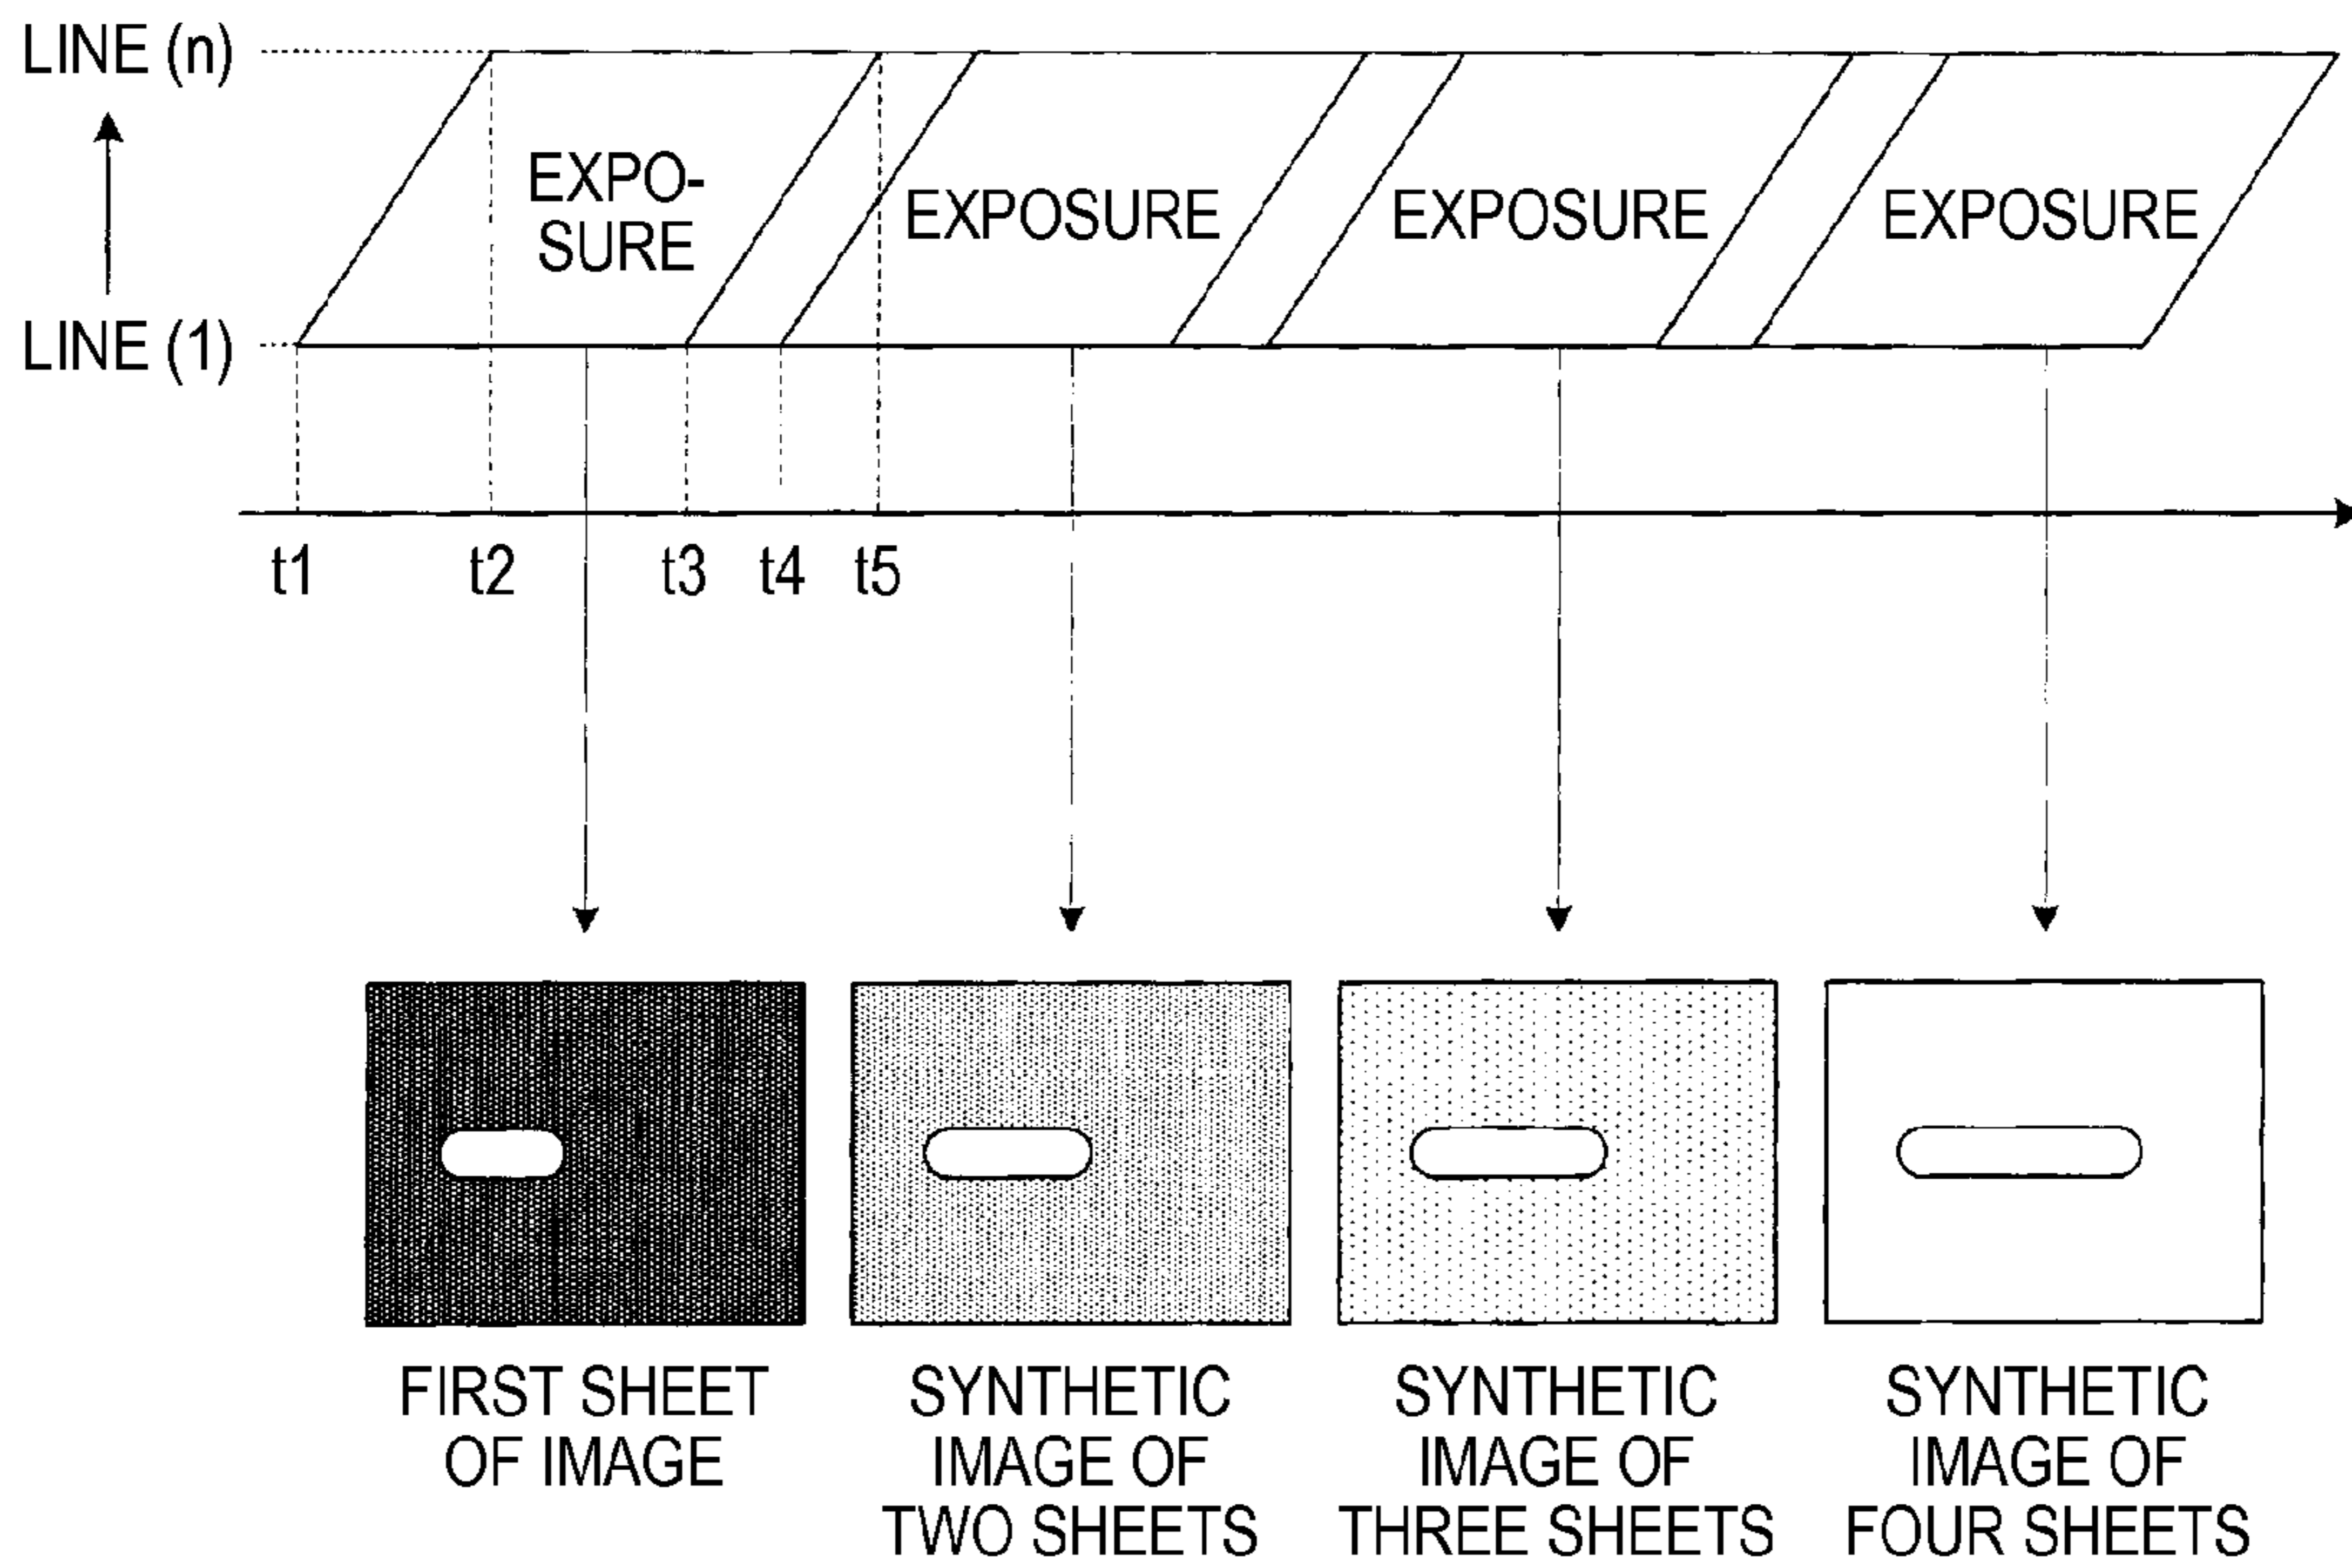 LINE (n)
EXPO-
SURE
EXPOSURE
EXPOSURE
EXPOSURE
LINE (1)
t1
t2
t3
t4
t5
FIRST SHEET
OF IMAGE
SYNTHETIC
IMAGE OF
TWO SHEETS
SYNTHETIC
IMAGE OF
THREE SHEETS
SYNTHETIC
IMAGE OF
FOUR SHEETS